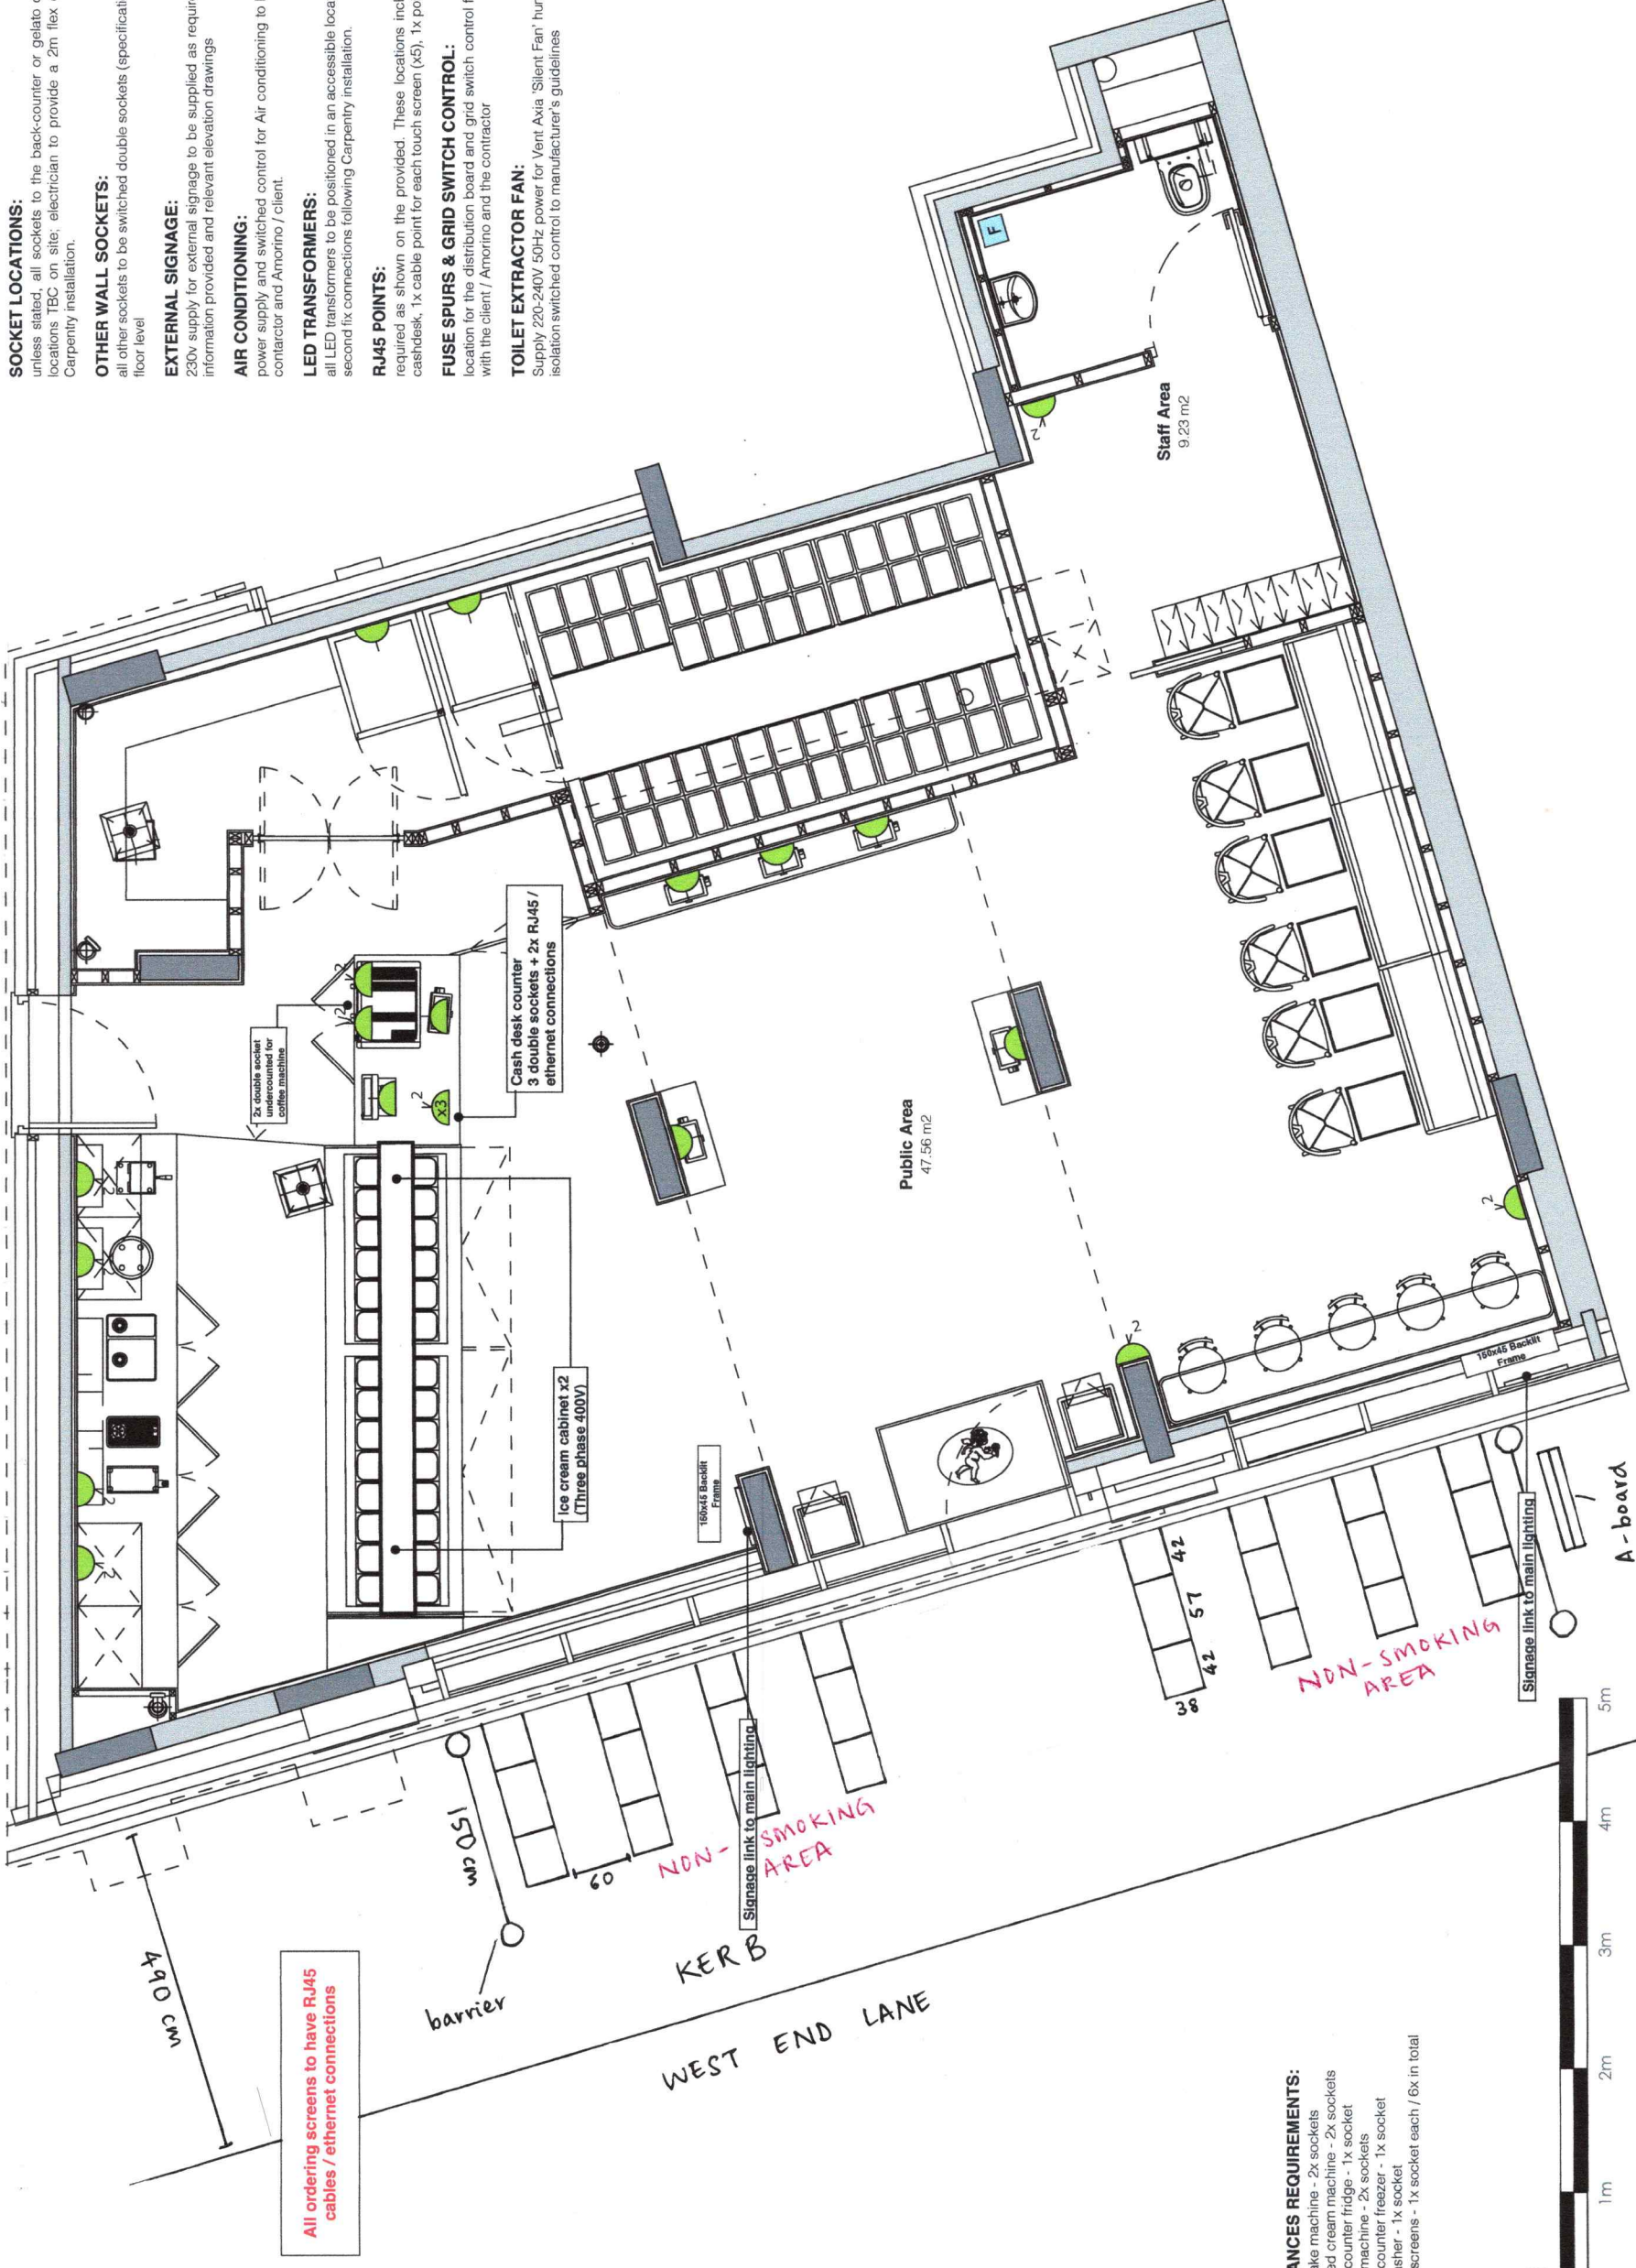 SOCKET LOCATIONS:
unless stated, all sockets to the back-counter or gelato
locations TBC on site; electrician to provide a 2m flex
Carpentry installation.
OTHER WALL SOCKETS:
all other sockets to be switched double sockets
floor level
EXTERNAL SIGNAGE:
230v supply for external signage to be supplied as
information provided and relevant elevation drawings
AIR CONDITIONING:
power supply and switched control for Air conditioning to
contarctor and Amorino / client.
LED TRANSFORMERS:
all LED transformers to be positioned in an accessible
second fix connections following Carpentry installation.
RJ45 POINTS:
required as shown on the provided. These locations
cashdesk, 1x cable point for each touch screen (x5), 1x
FUSE SPURS & GRID SWITCH CONTROL:
location for the distribution board and grid switch control
with the client / Amorino and the contractor
TOILET EXTRACTOR FAN:
Supply 220-240V 50Hz power for Vent Axia 'Silent Fan'
isolation switched control to manufacturer's guidelines
F
Staff Area
9.23 m2
2
2x double socket
undercounted for
coffee machine
2
2
2
x3
Cash desk counter
3 double sockets + 2x RJ45 /
ethernet connections
Public Area
47.56 m2
2
2
2
2
Ice cream cabinet x2
(Three phase 400V)
160x45 Backlit
Frame
2
2
160x45 Backlit
Frame
Signage link to main lighting
Signage link to main lighting
A-board
42
57
42
38
NON-SMOKING
AREA
NON-SMOKING
AREA
60
150 cm
490 cm
barrier
KERB
WEST END LANE
All ordering screens to have RJ45
cables / ethernet connections
REQUIREMENTS:
machine - 2x sockets
cream machine - 2x sockets
counter fridge - 1x socket
machine - 2x sockets
counter freezer - 1x socket
- 1x socket
screens - 1x socket each / 6x in total
1m
2m
3m
4m
5m